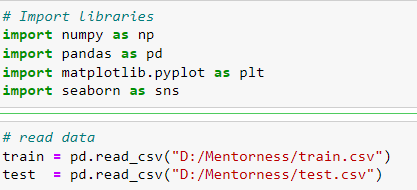 # Import libraries
import numpy as np
import pandas as pd
import matplotlib.pyplot as plt
import seaborn as sns
# read data
train = pd.read_csv("D:/Mentorness/train.csv")
test  = pd.read_csv("D:/Mentorness/test.csv")